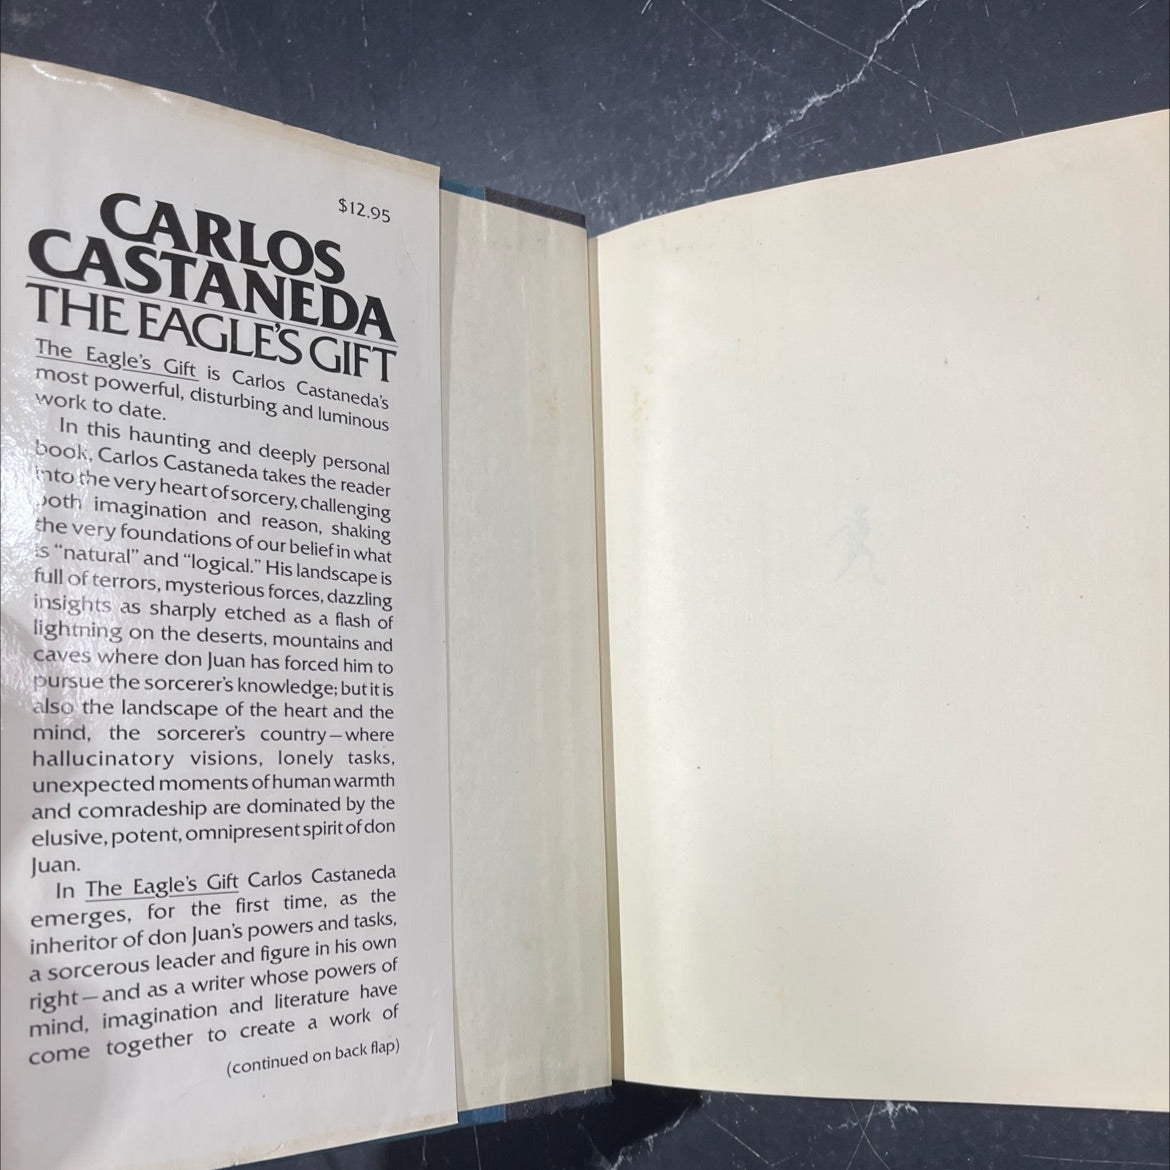 $12.95
CARLOS
CASTANEDA
THE EAGLE'S GIFT
The Eagle's Gift is Carlos Castaneda's
most powerful, disturbing and luminous
work to date.
In this haunting and deeply personal
book, Carlos Castaneda takes the reader
into the very heart of sorcery, challenging
both imagination and reason, shaking
the very foundations of our belief in what
is “natural” and “logical.” His landscape is
full of terrors, mysterious forces, dazzling
insights as sharply etched as a flash of
lightning on the deserts, mountains and
caves where don Juan has forced him to
pursue the sorcerer's knowledge; but it is
also the landscape of the heart and the
mind, the sorcerer's country—where
hallucinatory visions, lonely tasks,
unexpected moments of human warmth
and comradeship are dominated by the
elusive, potent, omnipresent spirit of don
Juan.
In The Eagle's Gift Carlos Castaneda
emerges, for the first time, as the
inheritor of don Juan's powers and tasks,
a sorcerous leader and figure in his own
right—and as a writer whose powers of
mind, imagination and literature have
come together to create a work of
(continued on back flap)